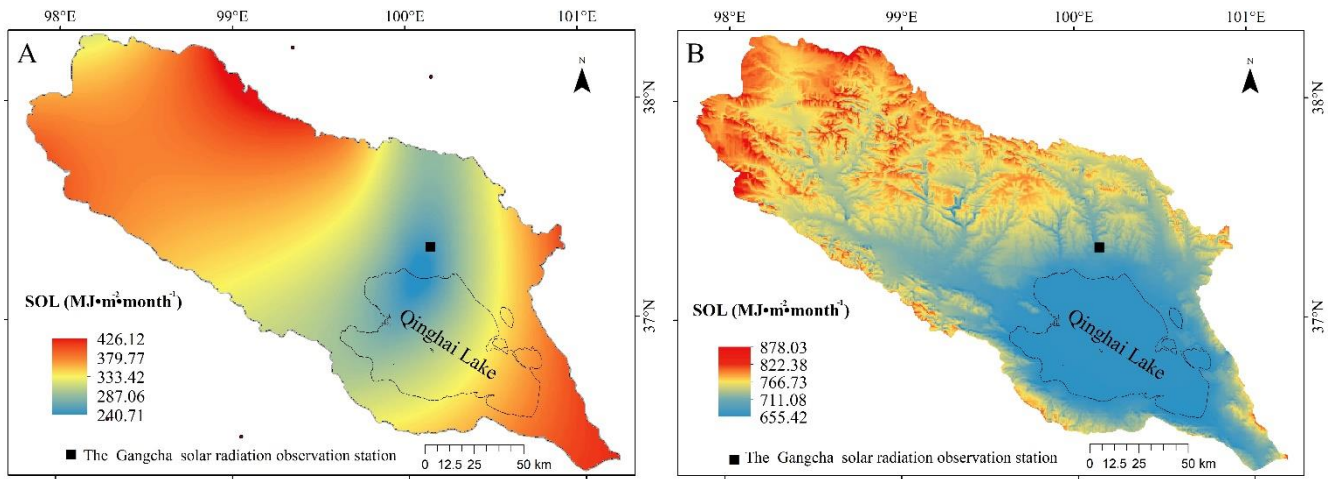 98°E 99°E 100°E 101°E
A
N
38°N
37°N
Qinghai Lake
SOL (MJ•m⁻²•month⁻¹)
426.12
379.77
333.42
287.06
240.71
The Gangcha solar radiation observation station
0 12.5 25 50 km
98°E 99°E 100°E 101°E
B
N
38°N
37°N
Qinghai Lake
SOL (MJ•m⁻²•month⁻¹)
878.03
822.38
766.73
711.08
655.42
The Gangcha solar radiation observation station
0 12.5 25 50 km